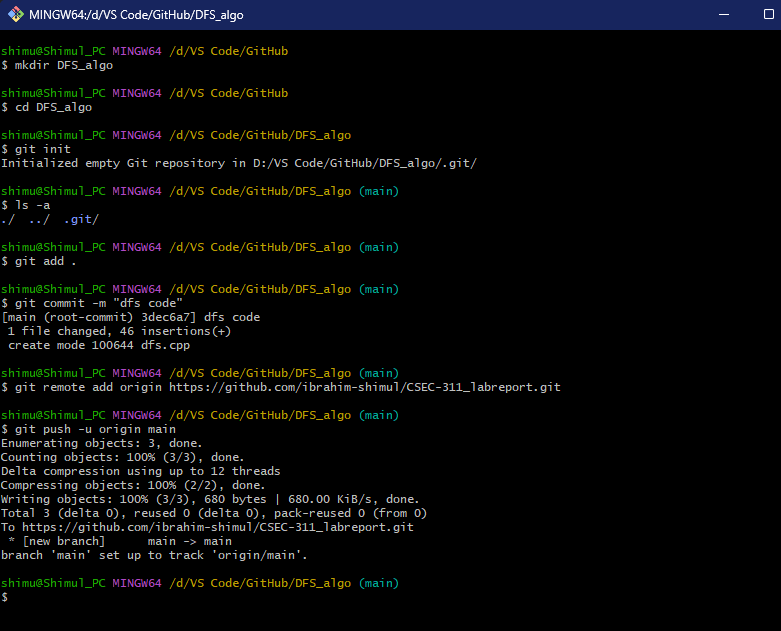 MINGW64:/d/VS Code/GitHub/DFS_algo
shimu@Shimul_PC MINGW64 /d/VS Code/GitHub
$ mkdir DFS_algo
shimu@Shimul_PC MINGW64 /d/VS Code/GitHub
$ cd DFS_algo
shimu@Shimul_PC MINGW64 /d/VS Code/GitHub/DFS_algo
$ git init
Initialized empty Git repository in D:/VS Code/GitHub/DFS_algo/.git/
shimu@Shimul_PC MINGW64 /d/VS Code/GitHub/DFS_algo (main)
$ ls -a
./  ../  .git/
shimu@Shimul_PC MINGW64 /d/VS Code/GitHub/DFS_algo (main)
$ git add .
shimu@Shimul_PC MINGW64 /d/VS Code/GitHub/DFS_algo (main)
$ git commit -m "dfs code"
[main (root-commit) 3dec6a7] dfs code
 1 file changed, 46 insertions(+)
 create mode 100644 dfs.cpp
shimu@Shimul_PC MINGW64 /d/VS Code/GitHub/DFS_algo (main)
$ git remote add origin https://github.com/ibrahim-shimul/CSEC-311_labreport.git
shimu@Shimul_PC MINGW64 /d/VS Code/GitHub/DFS_algo (main)
$ git push -u origin main
Enumerating objects: 3, done.
Counting objects: 100% (3/3), done.
Delta compression using up to 12 threads
Compressing objects: 100% (2/2), done.
Writing objects: 100% (3/3), 680 bytes | 680.00 KiB/s, done.
Total 3 (delta 0), reused 0 (delta 0), pack-reused 0 (from 0)
To https://github.com/ibrahim-shimul/CSEC-311_labreport.git
 * [new branch]      main -> main
branch 'main' set up to track 'origin/main'.
shimu@Shimul_PC MINGW64 /d/VS Code/GitHub/DFS_algo (main)
$